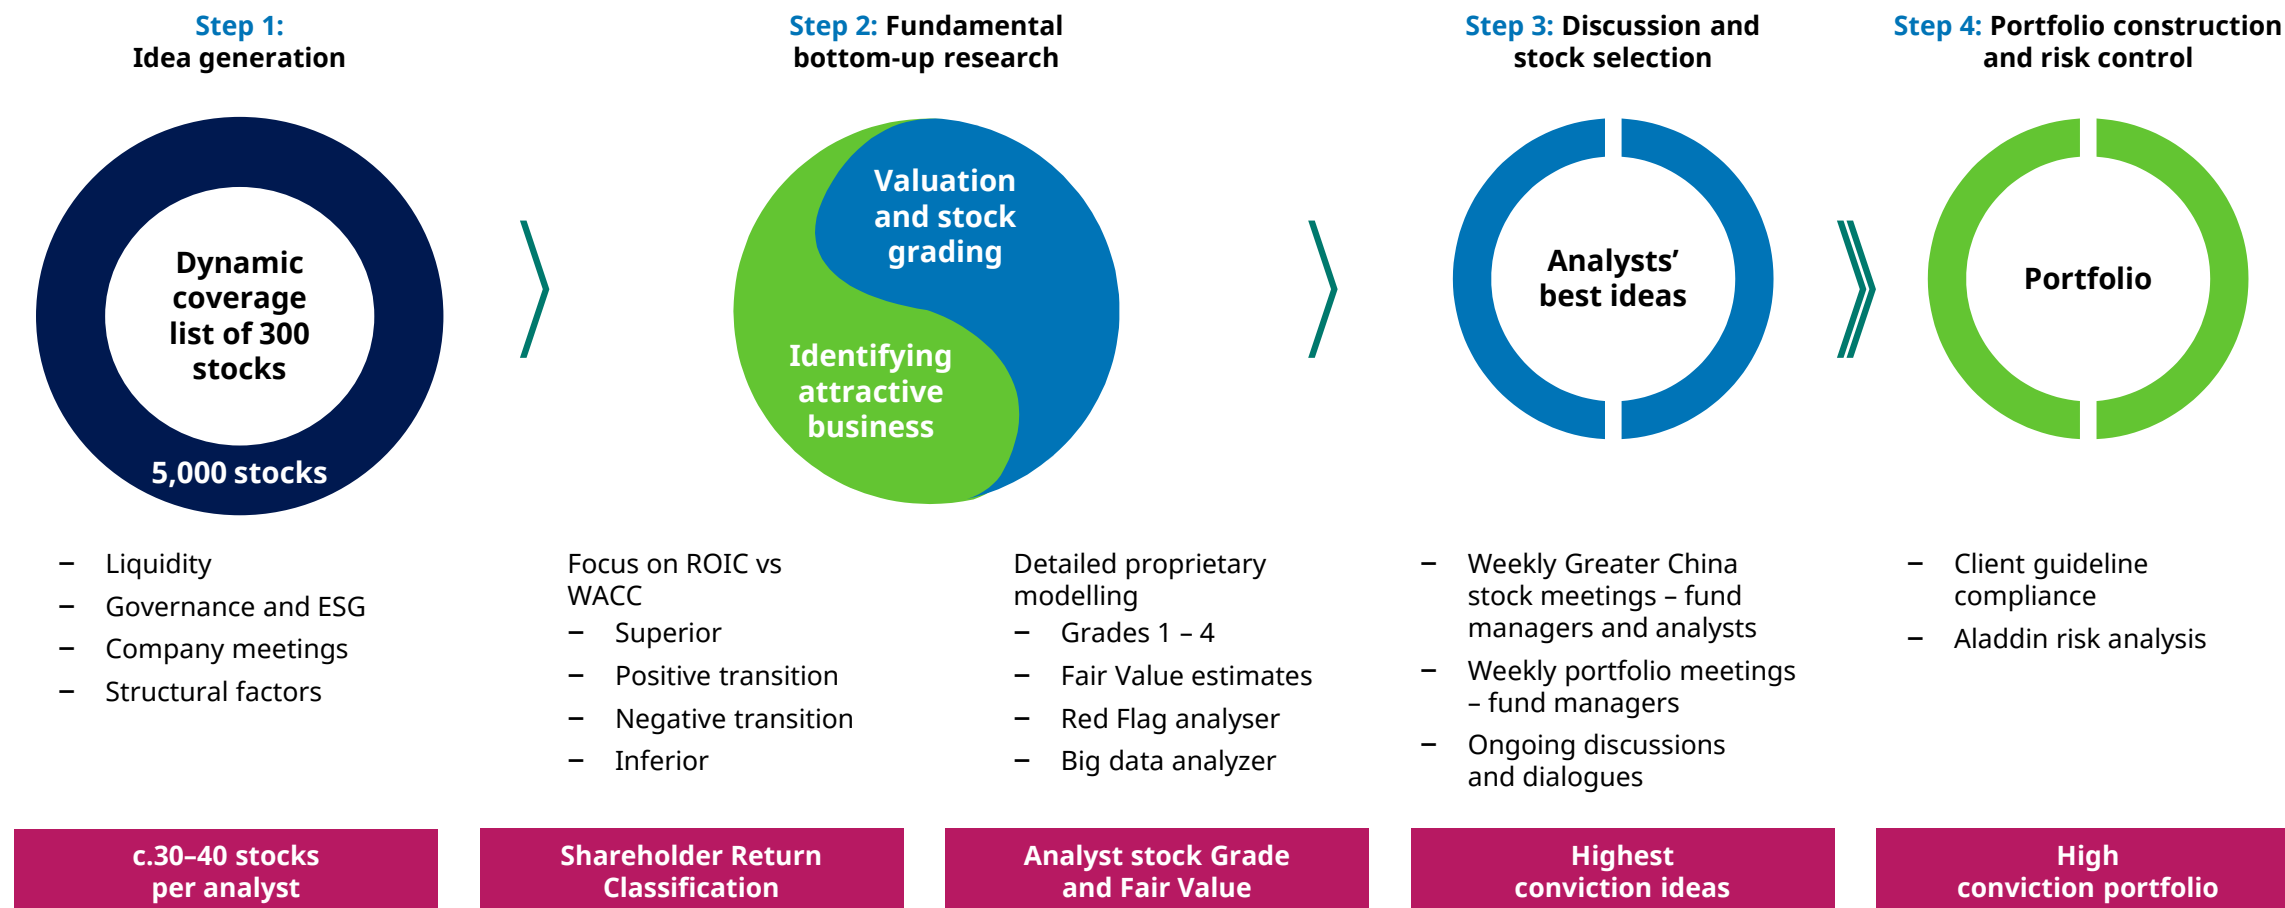 Step 1:
Idea generation
Dynamic
coverage
list of 300
stocks
5,000 stocks
– Liquidity
– Governance and ESG
– Company meetings
– Structural factors
c.30–40 stocks
per analyst
Step 2: Fundamental
bottom-up research
Valuation
and stock
grading
Identifying
attractive
business
Focus on ROIC vs
WACC
– Superior
– Positive transition
– Negative transition
– Inferior
Shareholder Return
Classification
Detailed proprietary
modelling
– Grades 1 – 4
– Fair Value estimates
– Red Flag analyser
– Big data analyzer
Analyst stock Grade
and Fair Value
Step 3: Discussion and
stock selection
Analysts’
best ideas
– Weekly Greater China
stock meetings – fund
managers and analysts
– Weekly portfolio meetings
– fund managers
– Ongoing discussions
and dialogues
Highest
conviction ideas
Step 4: Portfolio construction
and risk control
Portfolio
– Client guideline
compliance
– Aladdin risk analysis
High
conviction portfolio